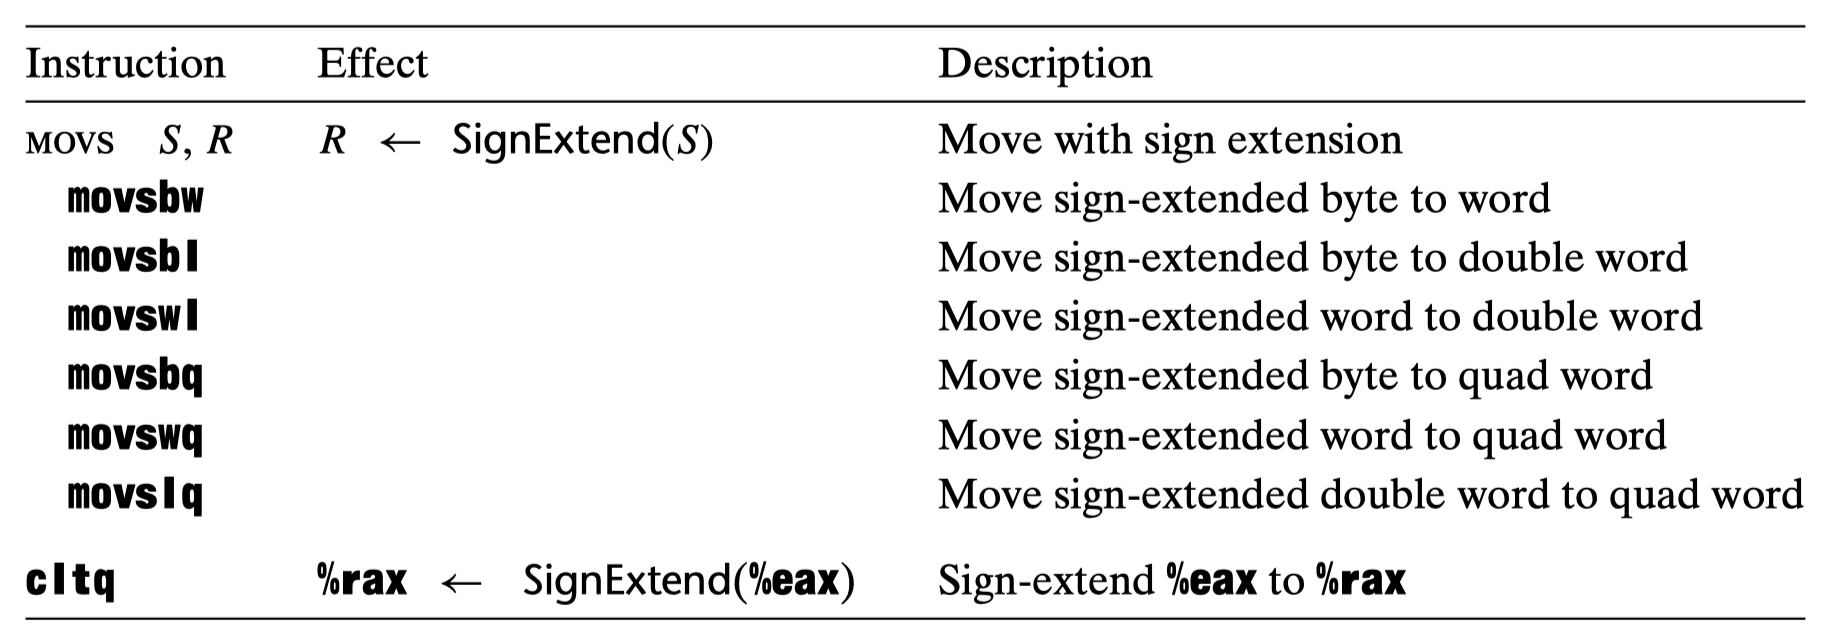 Instruction Effect Description
MOVS S, R R ← SignExtend(S) Move with sign extension
movsbw Move sign-extended byte to word
movsbl Move sign-extended byte to double word
movswl Move sign-extended word to double word
movsbq Move sign-extended byte to quad word
movswq Move sign-extended word to quad word
movslq Move sign-extended double word to quad word
cltq %rax ← SignExtend(%eax) Sign-extend %eax to %rax